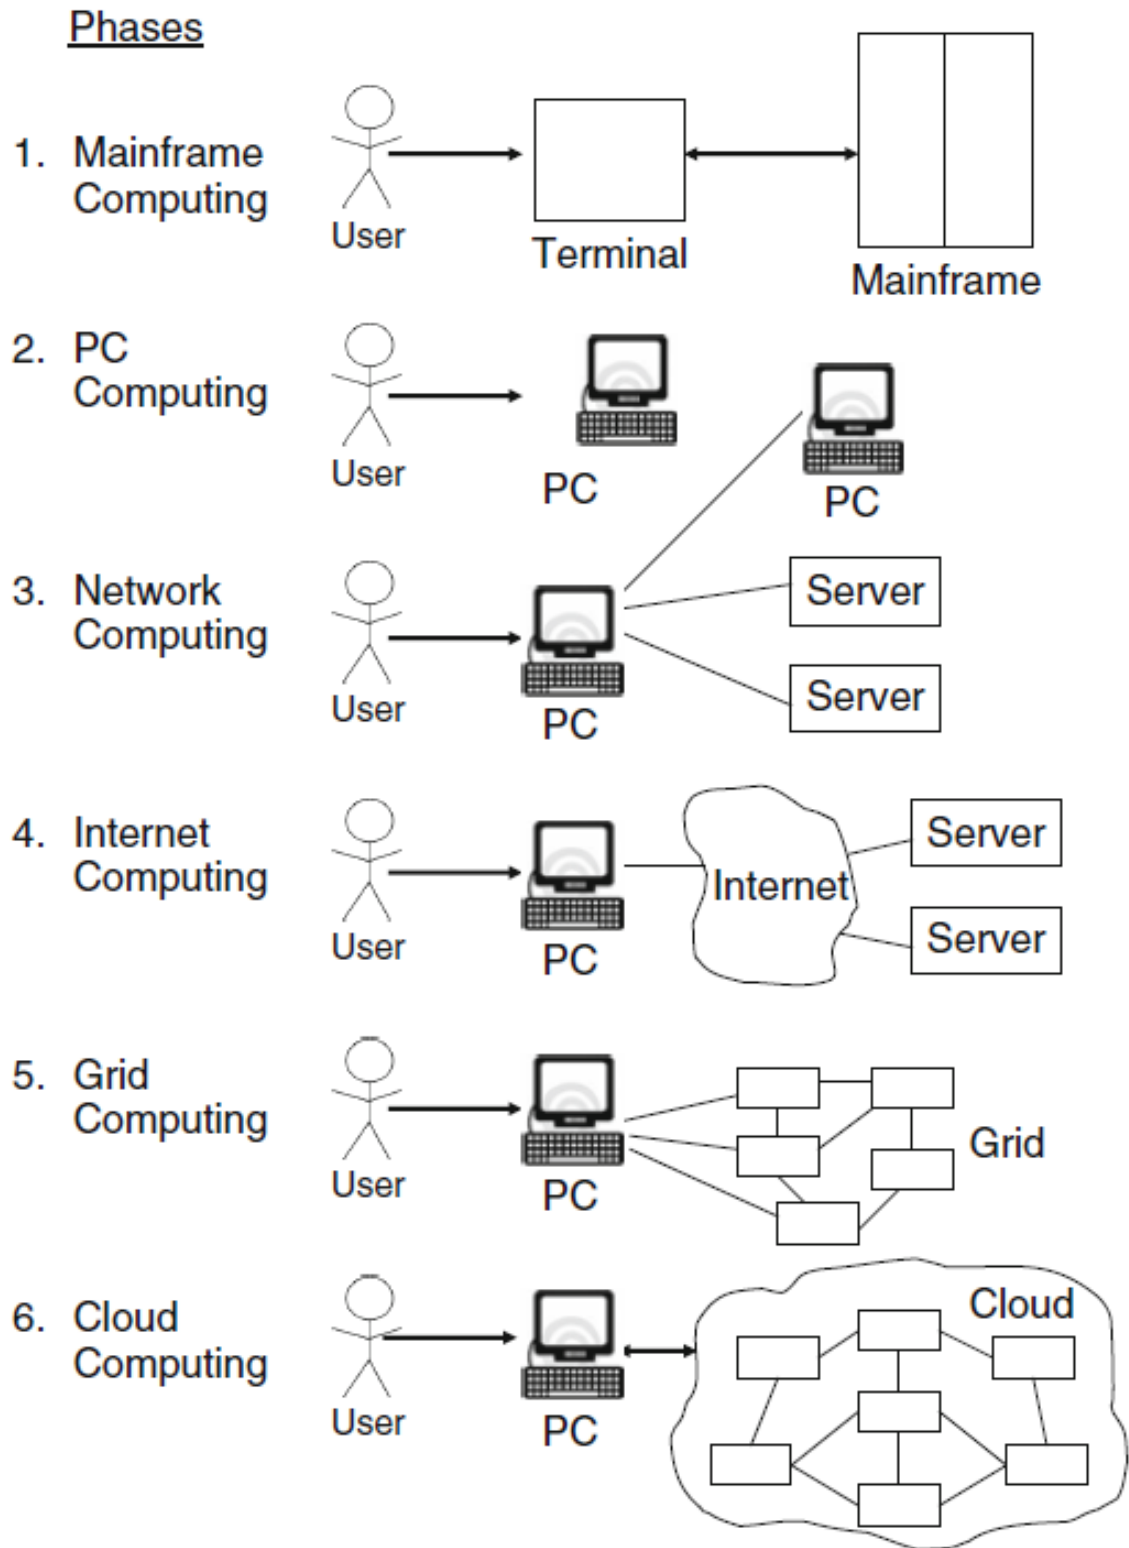 Phases
1. Mainframe
Computing
User
Terminal
Mainframe
2. PC
Computing
User
PC
PC
3. Network
Computing
User
PC
Server
Server
4. Internet
Computing
User
PC
Internet
Server
Server
5. Grid
Computing
User
PC
Grid
6. Cloud
Computing
User
PC
Cloud